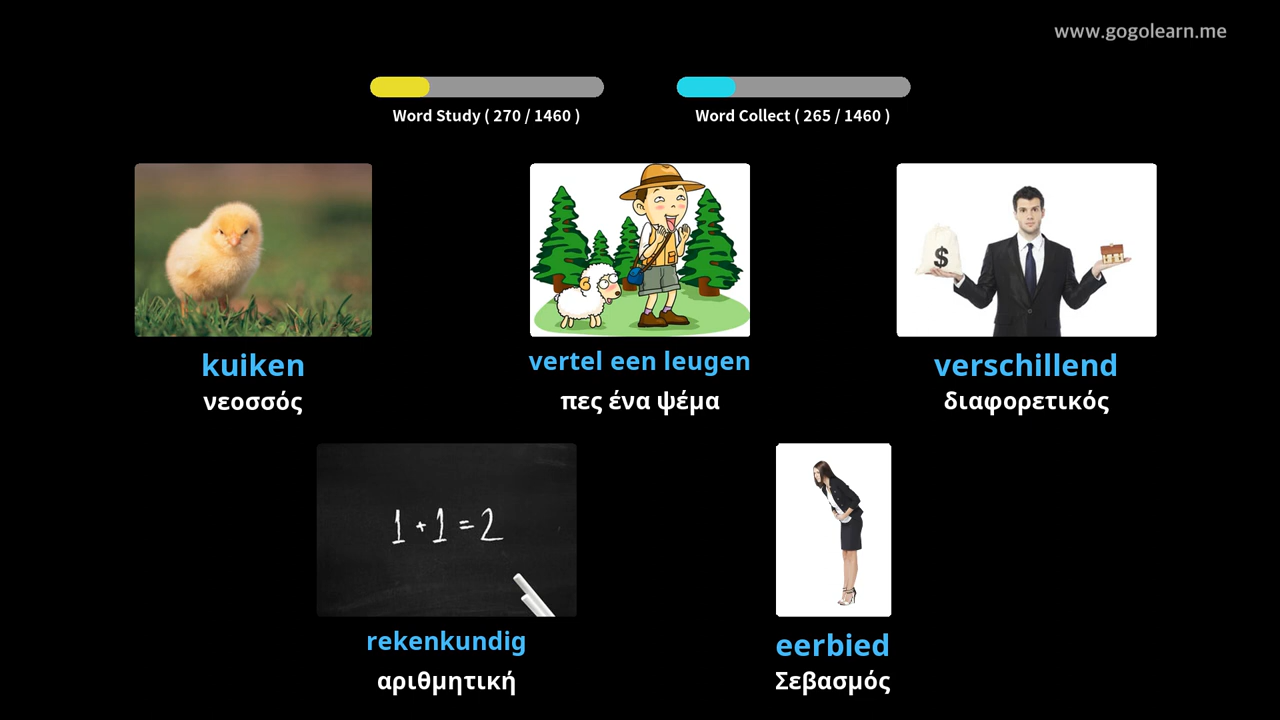 www.gogolearn.me
Word Study ( 270 / 1460 )
Word Collect ( 265 / 1460 )
kuiken
νεοσσός
vertel een leugen
πες ένα ψέμα
verschillend
διαφορετικός
$
1 + 1 = 2
rekenkundig
αριθμητική
eerbied
Σεβασμός